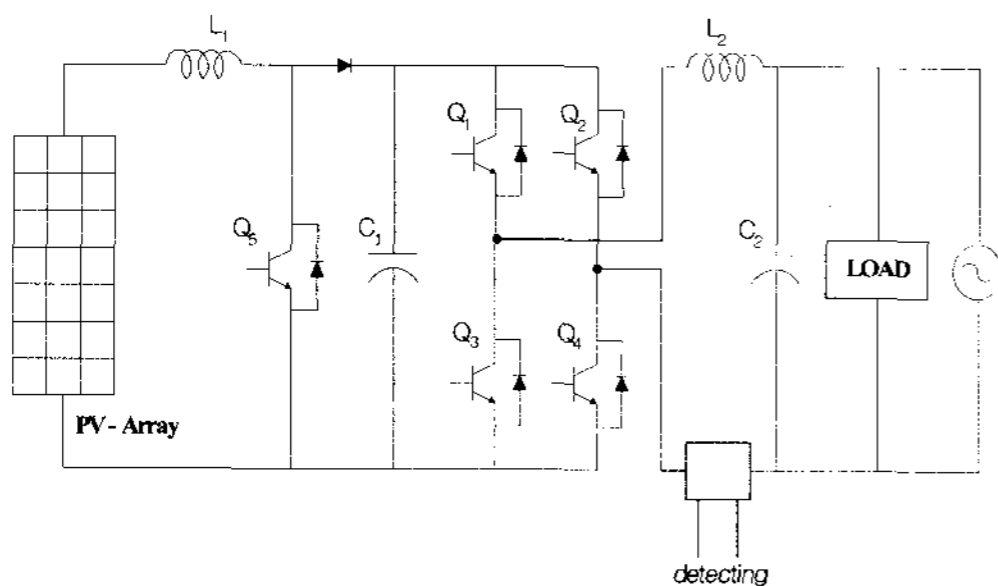 L1
L2
Q1
Q2
Q5
C1
C2
LOAD
Q3
Q4
PV - Array
detecting